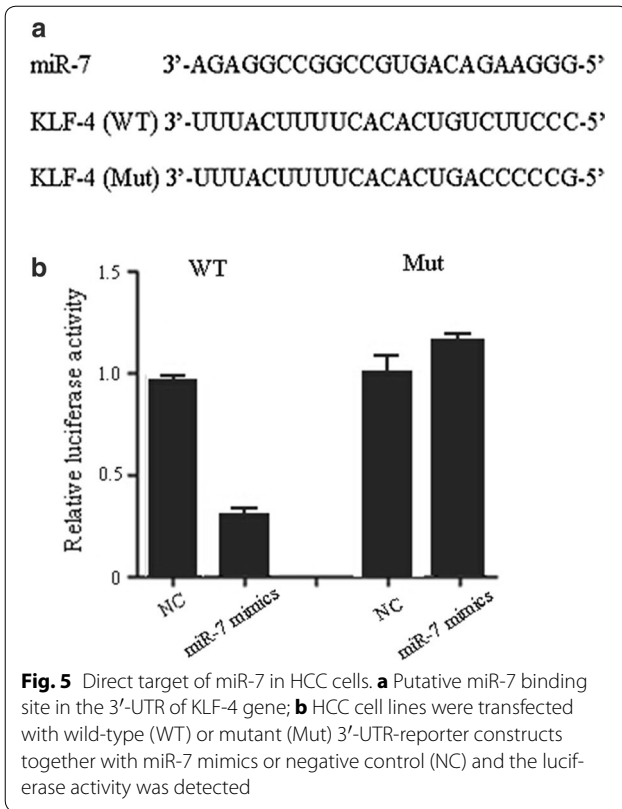 a
miR-7 3'-AGAGGCCGGCCGUGACAGAAGGG-5'
KLF-4 (WT) 3'-UUUACUUUUCACACUGUCUUCCC-5'
KLF-4 (Mut) 3'-UUUACUUUUCACACUGACCCCCG-5'
b
WT Mut
Relative luciferase activity
1.5
1.0
0.5
0
NC miR-7 mimics NC miR-7 mimics
Fig. 5 Direct target of miR-7 in HCC cells. a Putative miR-7 binding
site in the 3′-UTR of KLF-4 gene; b HCC cell lines were transfected
with wild-type (WT) or mutant (Mut) 3′-UTR-reporter constructs
together with miR-7 mimics or negative control (NC) and the lucif-
erase activity was detected